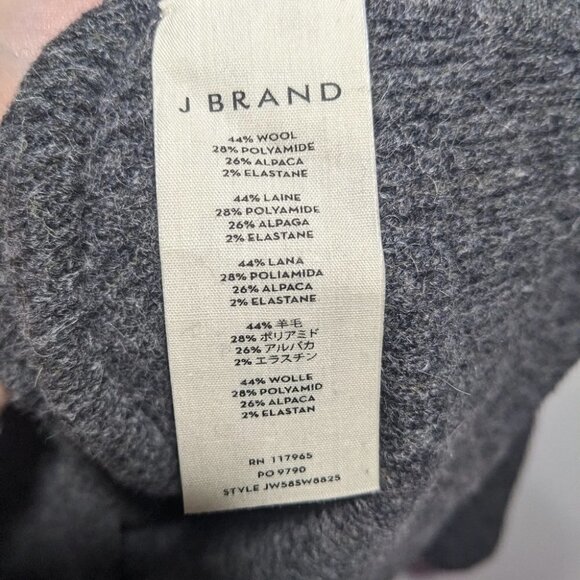 J BRAND
44% WOOL
28% POLYAMIDE
26% ALPACA
2% ELASTANE
44% LAINE
28% POLYAMIDE
26% ALPAGA
2% ELASTANE
44% LANA
28% POLIAMIDA
26% ALPACA
2% ELASTANE
44% 羊毛
28% ポリアミド
26% アルパカ
2% エラスチン
44% WOLLE
28% POLYAMID
26% ALPACA
2% ELASTAN
RN 117965
PO 9790
STYLE JW585W8825